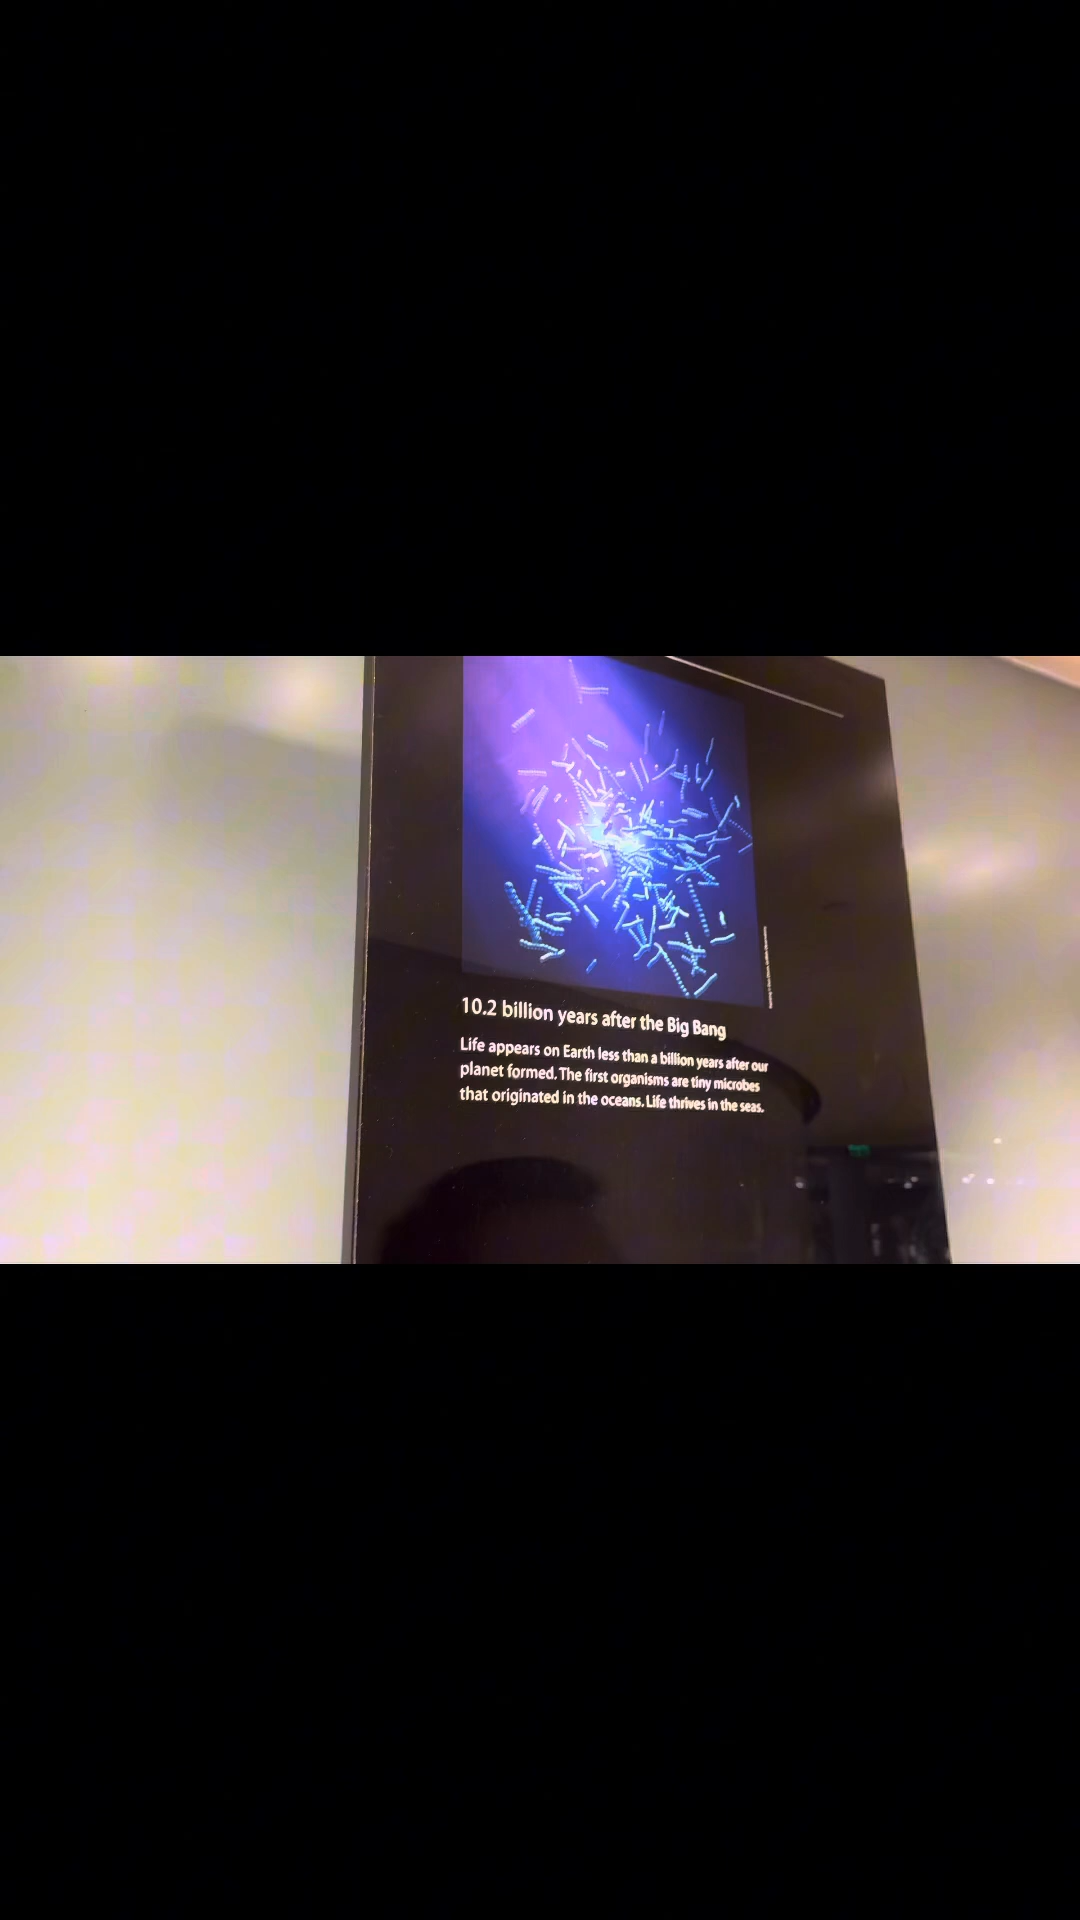 10.2 billion years after the Big Bang
Life appears on Earth less than a billion years after our
planet formed. The first organisms are tiny microbes
that originated in the oceans. Life thrives in the seas.